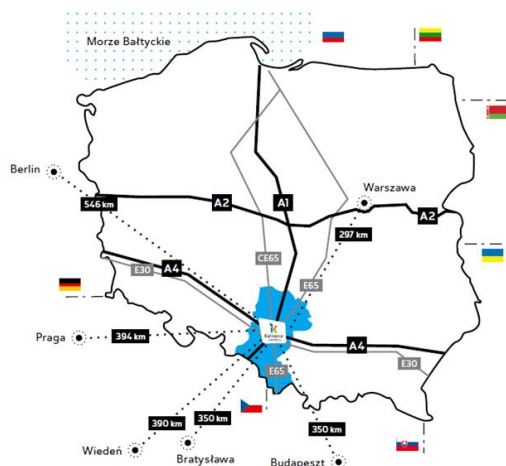 Morze Bałtyckie
Berlin
Warszawa
546 km
A2
A1
A2
297 km
A4
E30
CE65
E65
Praga
394 km
Katowice
A4
E30
E65
390 km
350 km
350 km
Wiedeń
Bratysława
Budapeszt